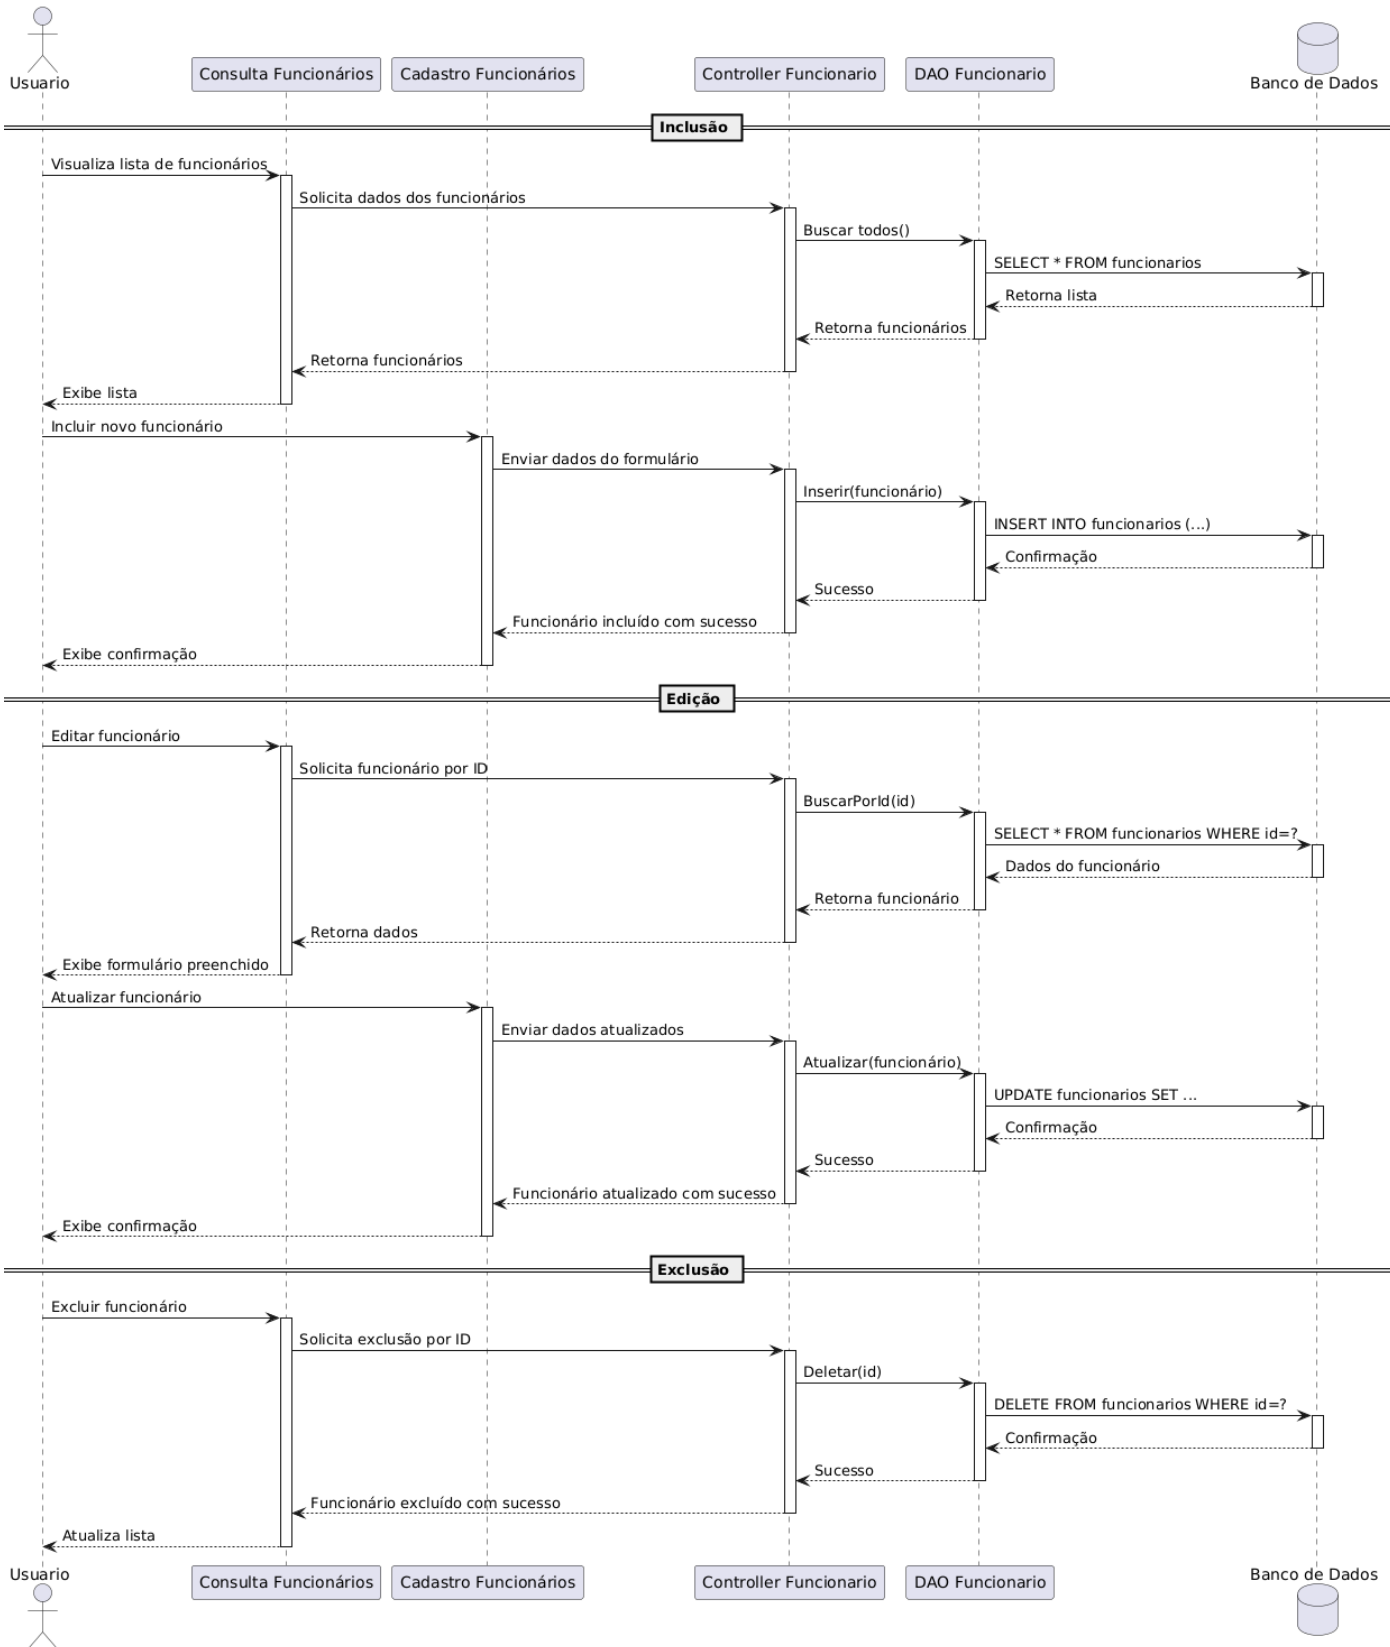 Usuario
Consulta Funcionários
Cadastro Funcionários
Controller Funcionario
DAO Funcionario
Banco de Dados
Inclusão
Visualiza lista de funcionários
Solicita dados dos funcionários
Buscar todos()
SELECT * FROM funcionarios
Retorna lista
Retorna funcionários
Retorna funcionários
Exibe lista
Incluir novo funcionário
Enviar dados do formulário
Inserir(funcionário)
INSERT INTO funcionarios (...)
Confirmação
Sucesso
Funcionário incluído com sucesso
Exibe confirmação
Edição
Editar funcionário
Solicita funcionário por ID
BuscarPorId(id)
SELECT * FROM funcionarios WHERE id=?
Dados do funcionário
Retorna funcionário
Retorna dados
Exibe formulário preenchido
Atualizar funcionário
Enviar dados atualizados
Atualizar(funcionário)
UPDATE funcionarios SET ...
Confirmação
Sucesso
Funcionário atualizado com sucesso
Exibe confirmação
Exclusão
Excluir funcionário
Solicita exclusão por ID
Deletar(id)
DELETE FROM funcionarios WHERE id=?
Confirmação
Sucesso
Funcionário excluído com sucesso
Atualiza lista
Usuario
Consulta Funcionários
Cadastro Funcionários
Controller Funcionario
DAO Funcionario
Banco de Dados